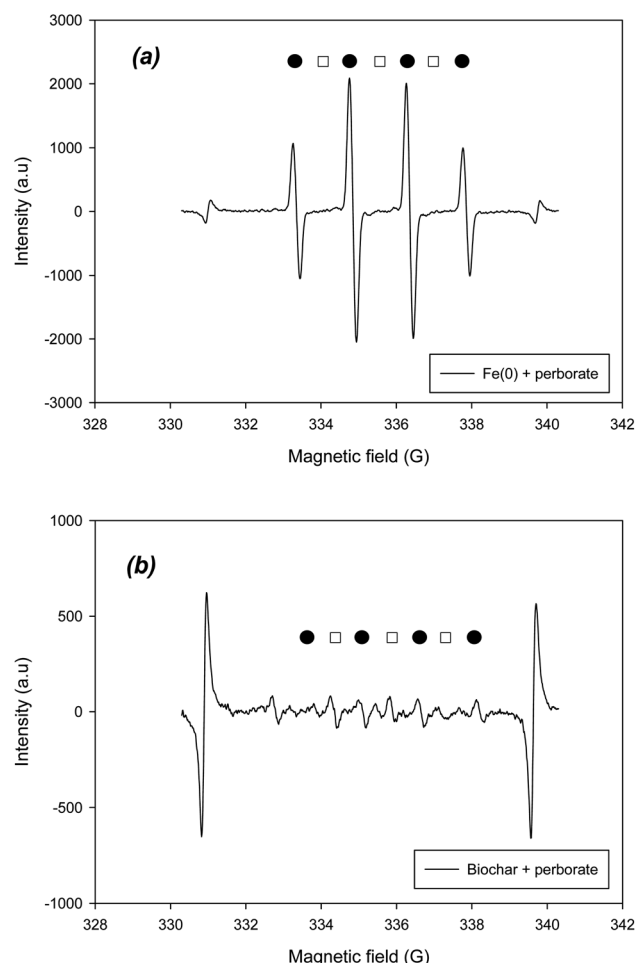 3000
(a)
2000
1000
0
-1000
-2000
-3000
Intensity (a.u)
Fe(0) + perborate
328 330 332 334 336 338 340 342
Magnetic field (G)
1000
(b)
500
0
-500
-1000
Intensity (a.u)
Biochar + perborate
328 330 332 334 336 338 340 342
Magnetic field (G)